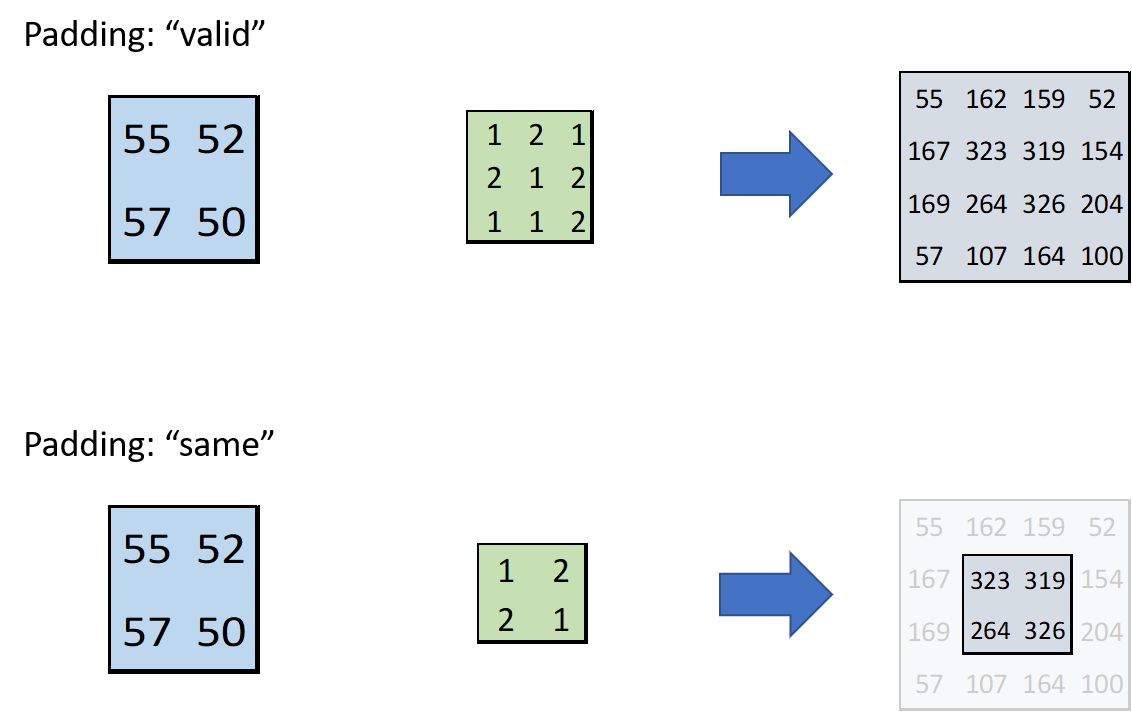 Padding: “valid”
55 52
57 50
1 2 1
2 1 2
1 1 2
55 162 159 52
167 323 319 154
169 264 326 204
57 107 164 100
Padding: “same”
55 52
57 50
1 2
2 1
55 162 159 52
167 323 319 154
169 264 326 204
57 107 164 100